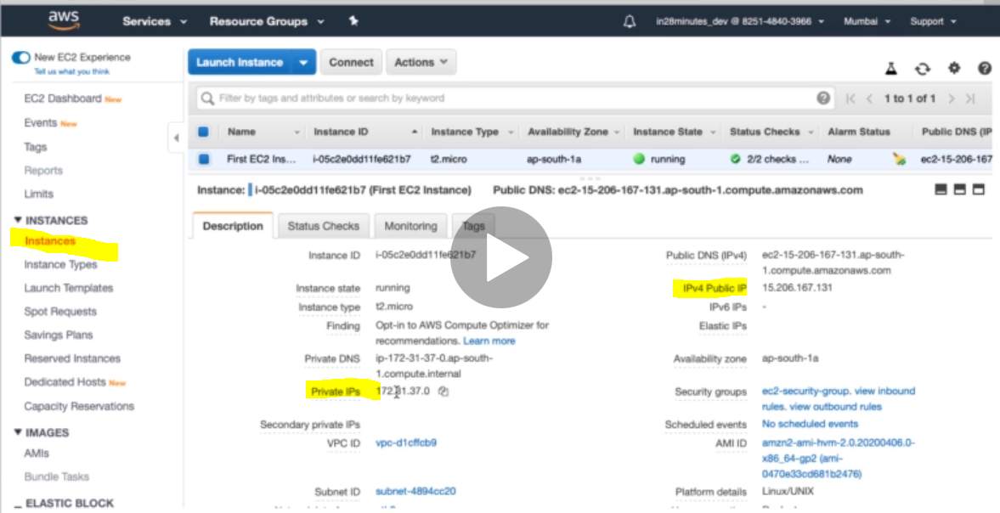 aws Services Resource Groups in28minutes_dev @ 8251-4840-3966 Mumbai Support
New EC2 Experience
Tell us what you think
EC2 Dashboard New
Events New
Tags
Reports
Limits
INSTANCES
Instances
Instance Types
Launch Templates
Spot Requests
Savings Plans
Reserved Instances
Dedicated Hosts New
Capacity Reservations
IMAGES
AMIs
Bundle Tasks
ELASTIC BLOCK
Launch Instance Connect Actions
Filter by tags and attributes or search by keyword 1 to 1 of 1
Name Instance ID Instance Type Availability Zone Instance State Status Checks Alarm Status Public DNS (IP
First EC2 Ins... i-05c2e0dd11fe621b7 t2.micro ap-south-1a running 2/2 checks ... None ec2-15-206-167
Instance: i-05c2e0dd11fe621b7 (First EC2 Instance) Public DNS: ec2-15-206-167-131.ap-south-1.compute.amazonaws.com
Description Status Checks Monitoring Tags
Instance ID i-05c2e0dd11fe621b7
Instance state running
Instance type t2.micro
Finding Opt-in to AWS Compute Optimizer for
recommendations. Learn more
Private DNS ip-172-31-37-0.ap-south-
1.compute.internal
Private IPs 172.31.37.0
Secondary private IPs
VPC ID vpc-d1cffcb9
Subnet ID subnet-4894cc20
Public DNS (IPv4) ec2-15-206-167-131.ap-south-
1.compute.amazonaws.com
IPv4 Public IP 15.206.167.131
IPv6 IPs -
Elastic IPs
Availability zone ap-south-1a
Security groups ec2-security-group. view inbound
rules. view outbound rules
Scheduled events No scheduled events
AMI ID amzn2-ami-hvm-2.0.20200406.0-
x86_64-gp2 (ami-
0470e33cd681b2476)
Platform details Linux/UNIX